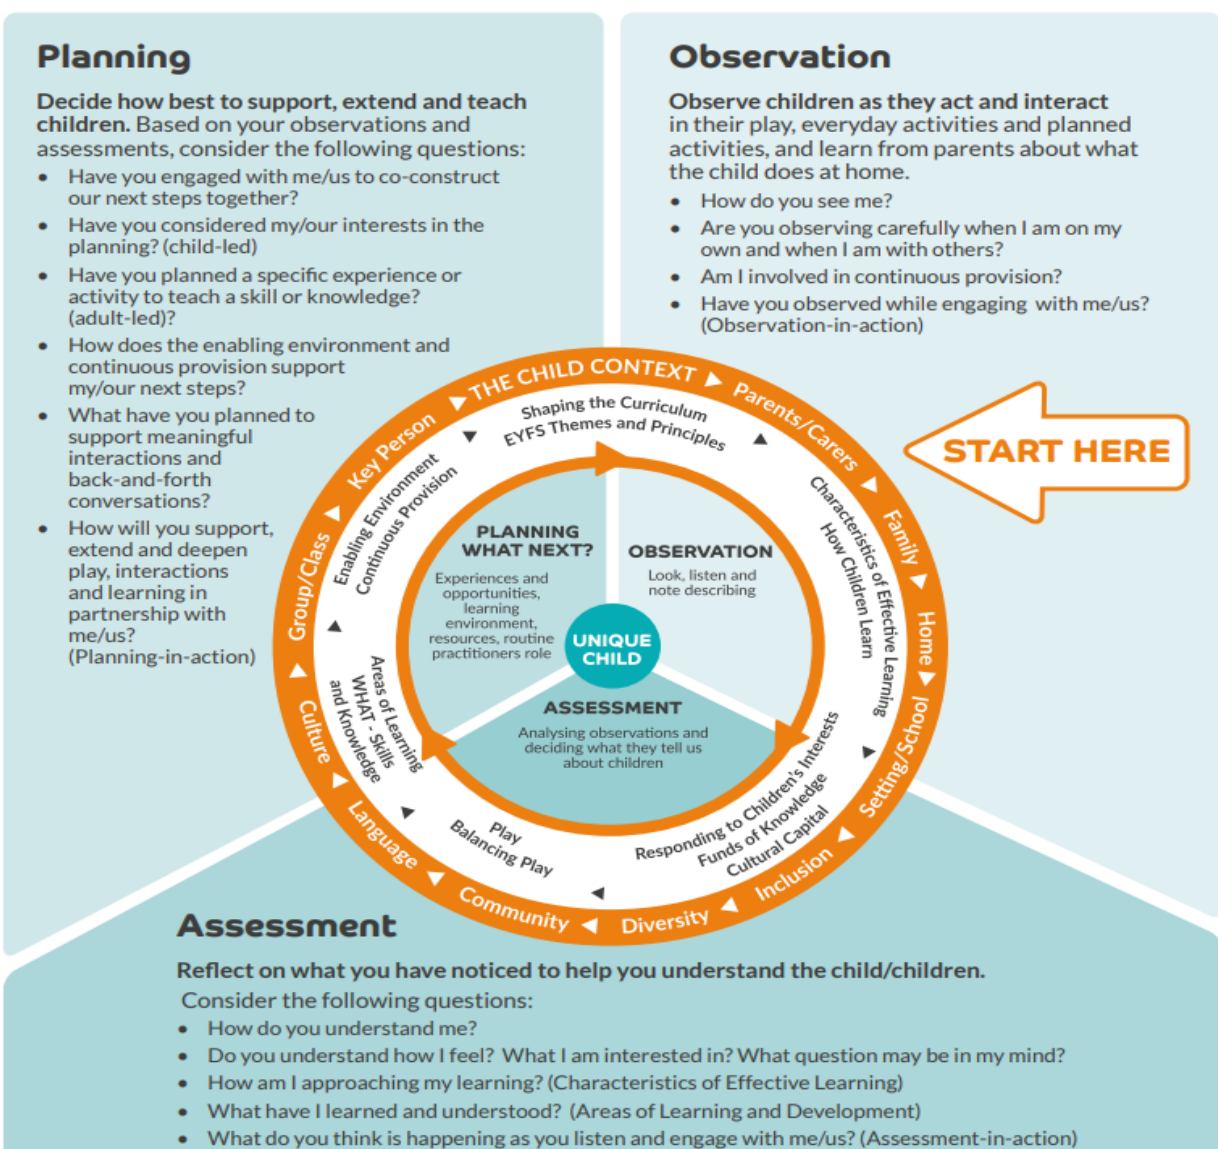 Planning
Decide how best to support, extend and teach
children. Based on your observations and
assessments, consider the following questions:
• Have you engaged with me/us to co-construct
our next steps together?
• Have you considered my/our interests in the
planning? (child-led)
• Have you planned a specific experience or
activity to teach a skill or knowledge?
(adult-led)?
• How does the enabling environment and
continuous provision support
my/our next steps?
• What have you planned to
support meaningful
interactions and
back-and-forth
conversations?
• How will you support,
extend and deepen
play, interactions
and learning in
partnership with
me/us?
(Planning-in-action)
Observation
Observe children as they act and interact
in their play, everyday activities and planned
activities, and learn from parents about what
the child does at home.
• How do you see me?
• Are you observing carefully when I am on my
own and when I am with others?
• Am I involved in continuous provision?
• Have you observed while engaging with me/us?
(Observation-in-action)
START HERE
THE CHILD CONTEXT
Parents/Carers
Family
Home
Setting/School
Inclusion
Diversity
Community
Language
Culture
Group/Class
Key Person
Shaping the Curriculum
EYFS Themes and Principles
Characteristics of Effective Learning
How Children Learn
Responding to Children's Interests
Funds of Knowledge
Cultural Capital
Play
Balancing Play
Areas of Learning
WHAT - Skills
and Knowledge
Enabling Environment
Continuous Provision
PLANNING
WHAT NEXT?
Experiences and
opportunities,
learning
environment,
resources, routine
practitioners role
OBSERVATION
Look, listen and
note describing
UNIQUE
CHILD
ASSESSMENT
Analysing observations and
deciding what they tell us
about children
Assessment
Reflect on what you have noticed to help you understand the child/children.
Consider the following questions:
• How do you understand me?
• Do you understand how I feel? What I am interested in? What question may be in my mind?
• How am I approaching my learning? (Characteristics of Effective Learning)
• What have I learned and understood? (Areas of Learning and Development)
• What do you think is happening as you listen and engage with me/us? (Assessment-in-action)